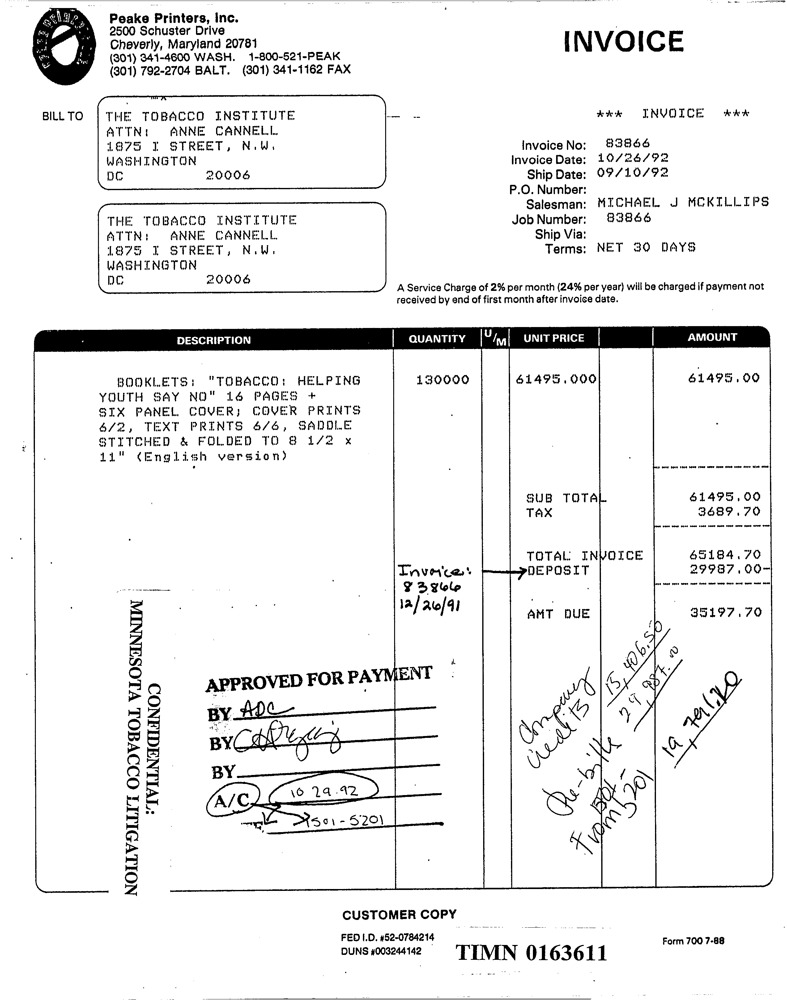 Peake Printers, Inc.
2500 Schuster Drive
Cheverly, Maryland 20781
(301) 341-4600 WASH. 1-800-521-PEAK
(301) 792-2704 BALT. (301) 341-1162 FAX
INVOICE
BILL TO
THE TOBACCO INSTITUTE
ATTN: ANNE CANNELL
1875 I STREET, N.W.
WASHINGTON
DC 20006
THE TOBACCO INSTITUTE
ATTN: ANNE CANNELL
1875 I STREET, N.W.
WASHINGTON
DC 20006
*** INVOICE ***
Invoice No: 83866
Invoice Date: 10/26/92
Ship Date: 09/10/92
P.O. Number:
Salesman: MICHAEL J MCKILLIPS
Job Number: 83866
Ship Via:
Terms: NET 30 DAYS
A Service Charge of 2% per month (24% per year) will be charged if payment not
received by end of first month after invoice date.
DESCRIPTION QUANTITY U/M UNIT PRICE AMOUNT
BOOKLETS: "TOBACCO: HELPING 130000 61495.000 61495.00
YOUTH SAY NO" 16 PAGES +
SIX PANEL COVER; COVER PRINTS
6/2, TEXT PRINTS 6/6, SADDLE
STITCHED & FOLDED TO 8 1/2 x
11" (English version)
SUB TOTAL 61495.00
TAX 3689.70
TOTAL INVOICE 65184.70
DEPOSIT 29987.00-
AMT DUE 35197.70
Invoice:
83866
12/26/91
APPROVED FOR PAYMENT
BY ADC
BY
BY
A/C 10 29.92
1501-5201
Company
credits
15,406.50
29,987.00
19,791.20
Re-bill
501-
From 5201
CONFIDENTIAL:
MINNESOTA TOBACCO LITIGATION
CUSTOMER COPY
FED I.D. #52-0784214
DUNS #003244142
TIMN 0163611
Form 700 7-88